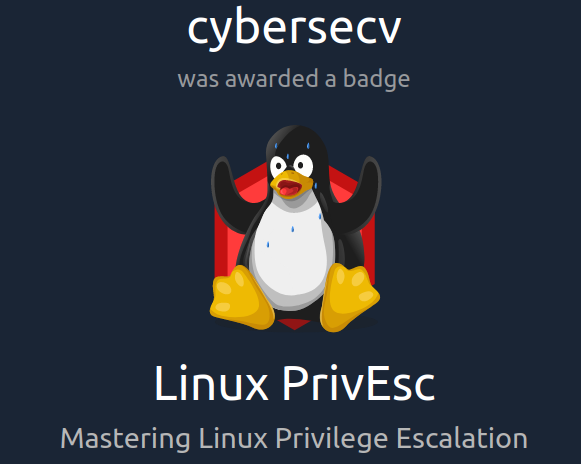 cybersecv
was awarded a badge
Linux PrivEsc
Mastering Linux Privilege Escalation